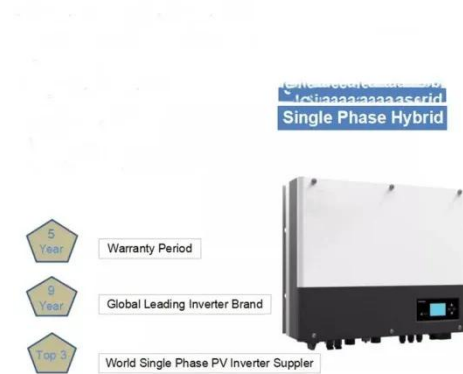 Single Phase Hybrid
5
Year
Warranty Period
9
Year
Global Leading Inverter Brand
Top 3
World Single Phase PV Inverter Suppler